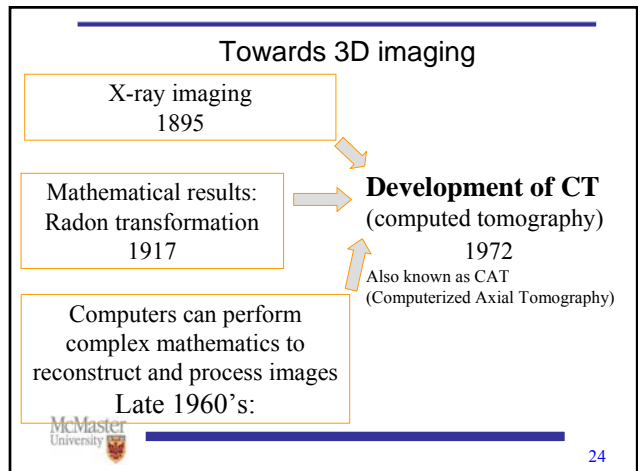 Towards 3D imaging
X-ray imaging
1895
Mathematical results:
Radon transformation
1917
Development of CT
(computed tomography)
1972
Also known as CAT
(Computerized Axial Tomography)
Computers can perform
complex mathematics to
reconstruct and process images
Late 1960's:
McMaster
University
24